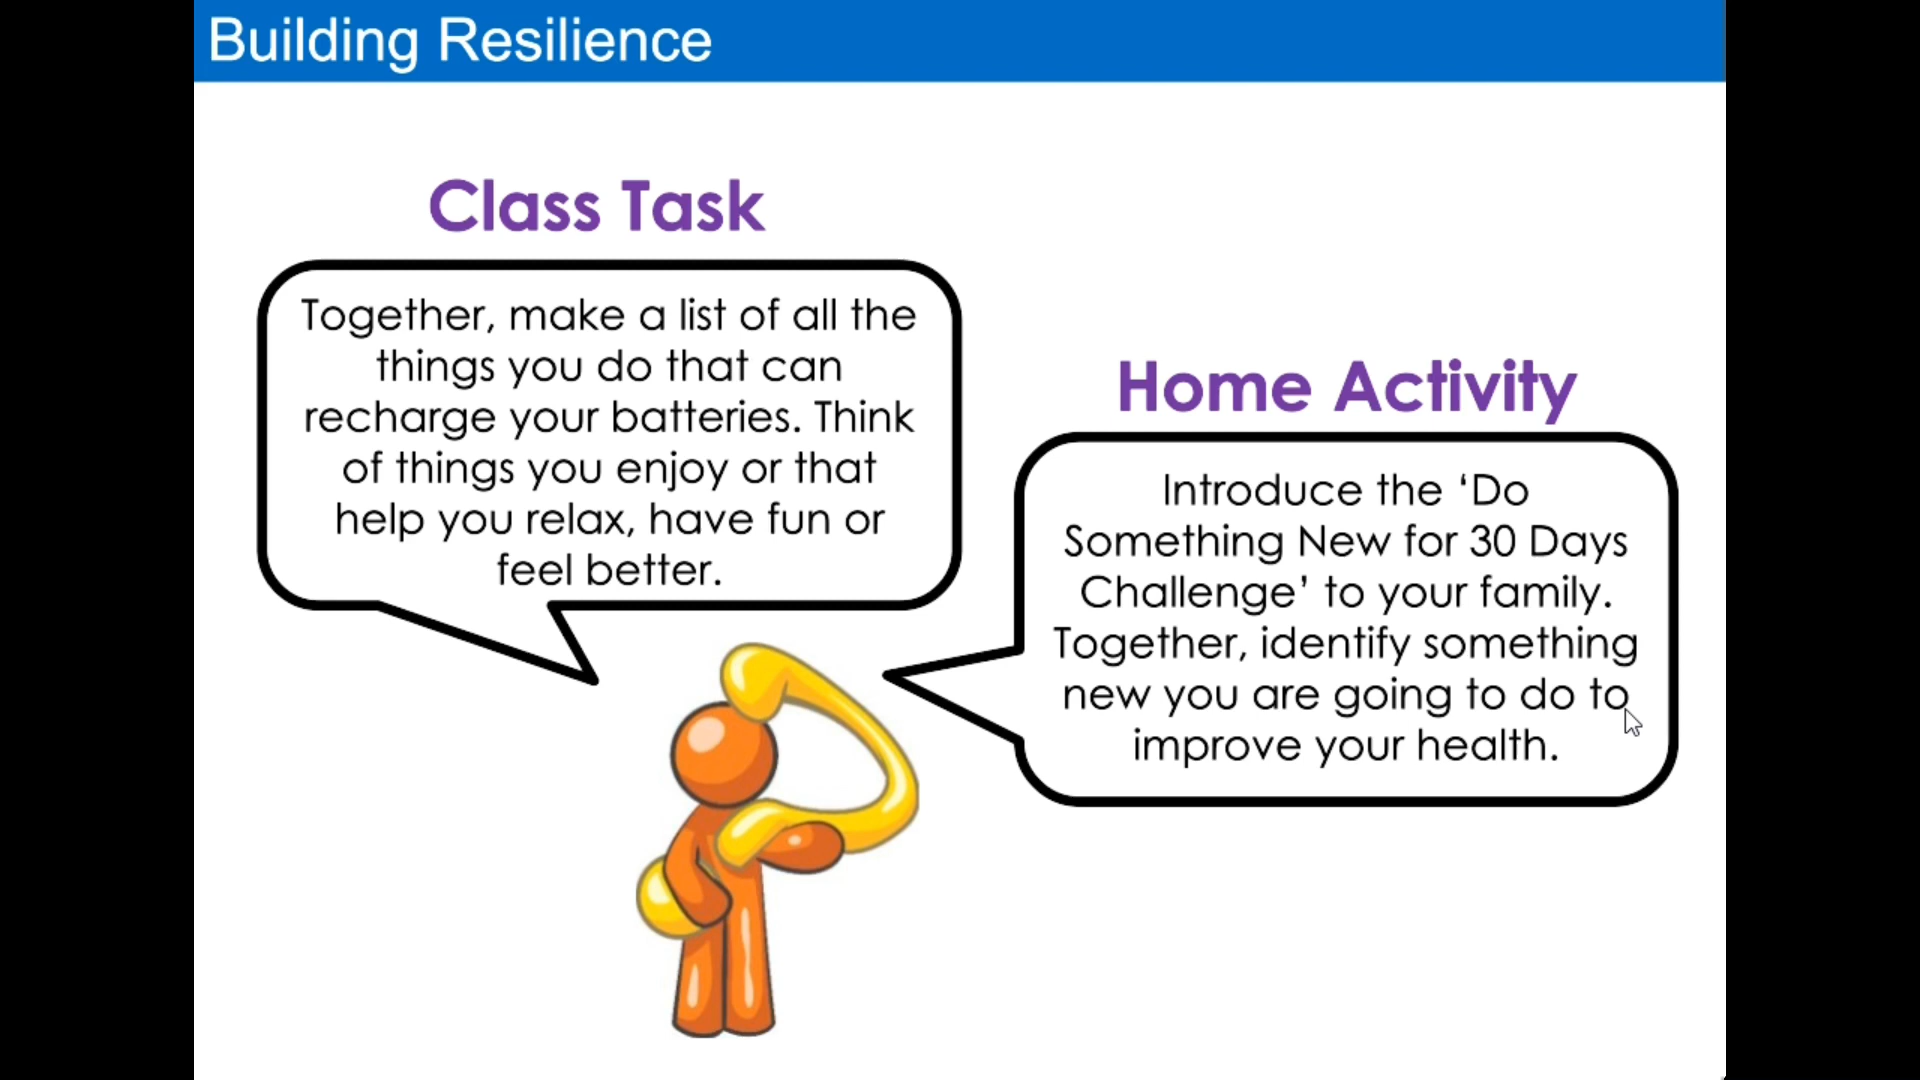 Building Resilience
Class Task
Together, make a list of all the
things you do that can
recharge your batteries. Think
of things you enjoy or that
help you relax, have fun or
feel better.
Home Activity
Introduce the ‘Do
Something New for 30 Days
Challenge’ to your family.
Together, identify something
new you are going to do to
improve your health.